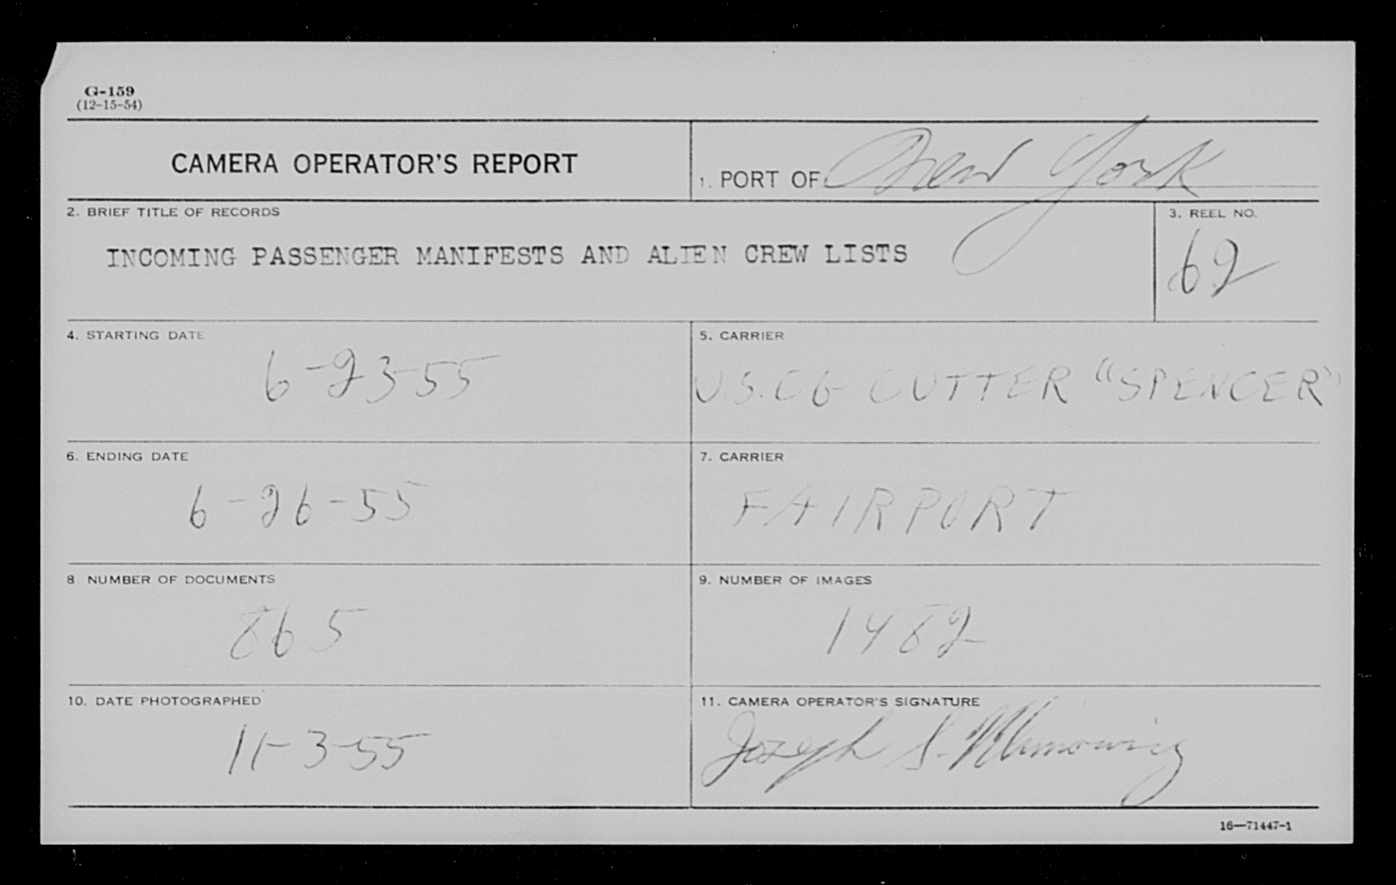 G-159
(12-15-54)
CAMERA OPERATOR'S REPORT
1. PORT OF New York
2. BRIEF TITLE OF RECORDS
INCOMING PASSENGER MANIFESTS AND ALIEN CREW LISTS
3. REEL NO.
62
4. STARTING DATE
6-23-55
5. CARRIER
U.S.C.G CUTTER "SPENCER"
6. ENDING DATE
6-26-55
7. CARRIER
FAIRPORT
8 NUMBER OF DOCUMENTS
865
9. NUMBER OF IMAGES
1482
10. DATE PHOTOGRAPHED
11-3-55
11. CAMERA OPERATOR'S SIGNATURE
Joseph S.
16—71447-1